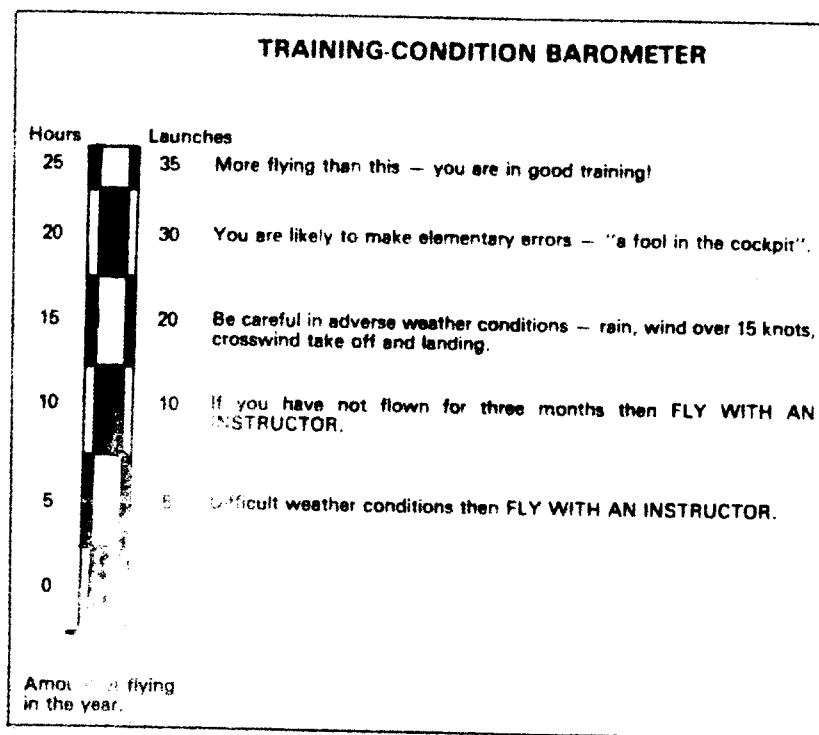 TRAINING-CONDITION BAROMETER
Hours Launches
25 35 More flying than this – you are in good training!
20 30 You are likely to make elementary errors – "a fool in the cockpit".
15 20 Be careful in adverse weather conditions – rain, wind over 15 knots,
crosswind take off and landing.
10 10 If you have not flown for three months then FLY WITH AN
INSTRUCTOR.
5 5 Difficult weather conditions then FLY WITH AN INSTRUCTOR.
0
flying
in the year.